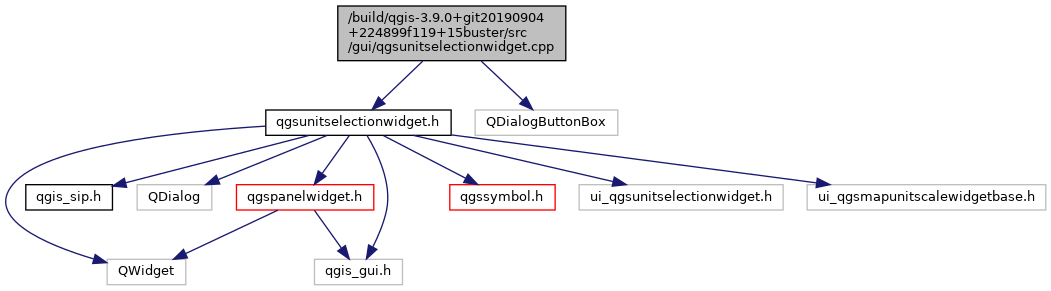 /build/qgis-3.9.0+git20190904
+224899f119+15buster/src
/gui/qgsunitselectionwidget.cpp
qgsunitselectionwidget.h
QDialogButtonBox
qgis_sip.h
QDialog
qgspanelwidget.h
qgssymbol.h
ui_qgsunitselectionwidget.h
ui_qgsmapunitscalewidgetbase.h
QWidget
qgis_gui.h